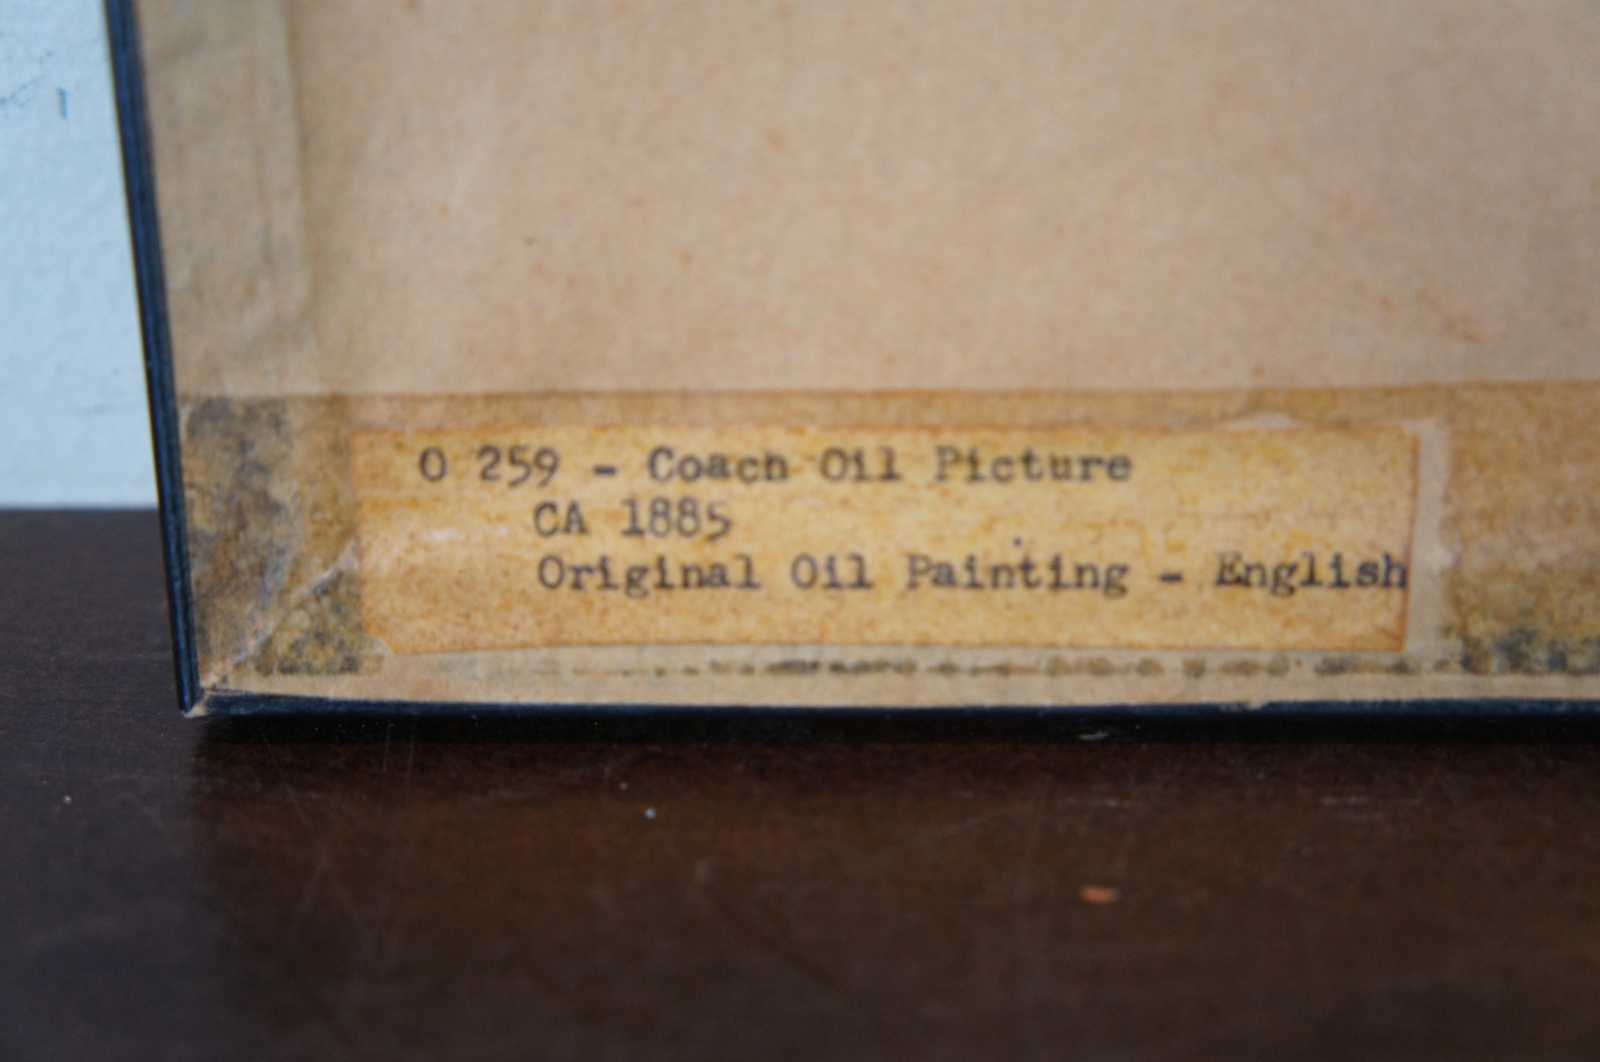 O 259 - Coach Oil Picture
CA 1885
Original Oil Painting - English